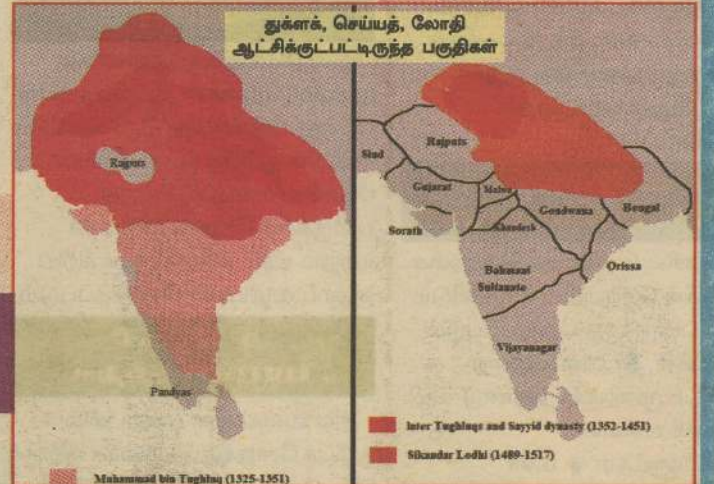 துக்ளக், செய்யத், லோதி
ஆட்சிக்குட்பட்டிருந்த பகுதிகள்
Rajputs
Pandyas
Muhammad bin Tughluq (1325-1351)
Rajputs
Sind
Gujarat
Malwa
Gondwana
Bengal
Sorath
Khandesh
Orissa
Bahmani
Sultanate
Vijayanagar
later Tughluqs and Sayyid dynasty (1352-1451)
Sikandar Lodhi (1489-1517)